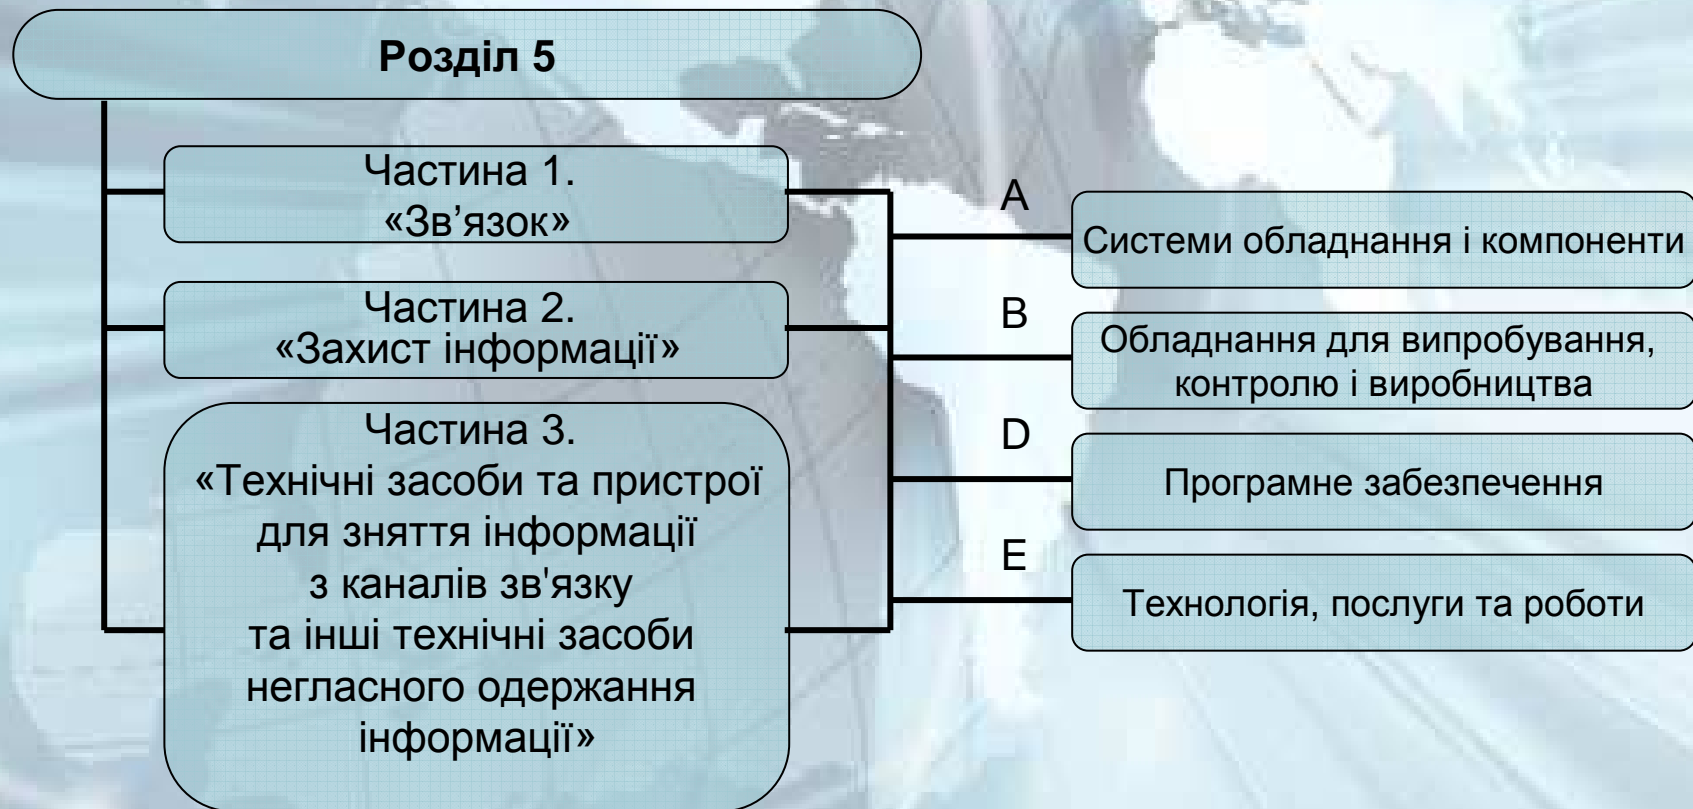 Розділ 5
Частина 1.
«Зв’язок»
Частина 2.
«Захист інформації»
Частина 3.
«Технічні засоби та пристрої
для зняття інформації
з каналів зв'язку
та інші технічні засоби
негласного одержання
інформації»
A
Системи обладнання і компоненти
B
Обладнання для випробування,
контролю і виробництва
D
Програмне забезпечення
E
Технологія, послуги та роботи